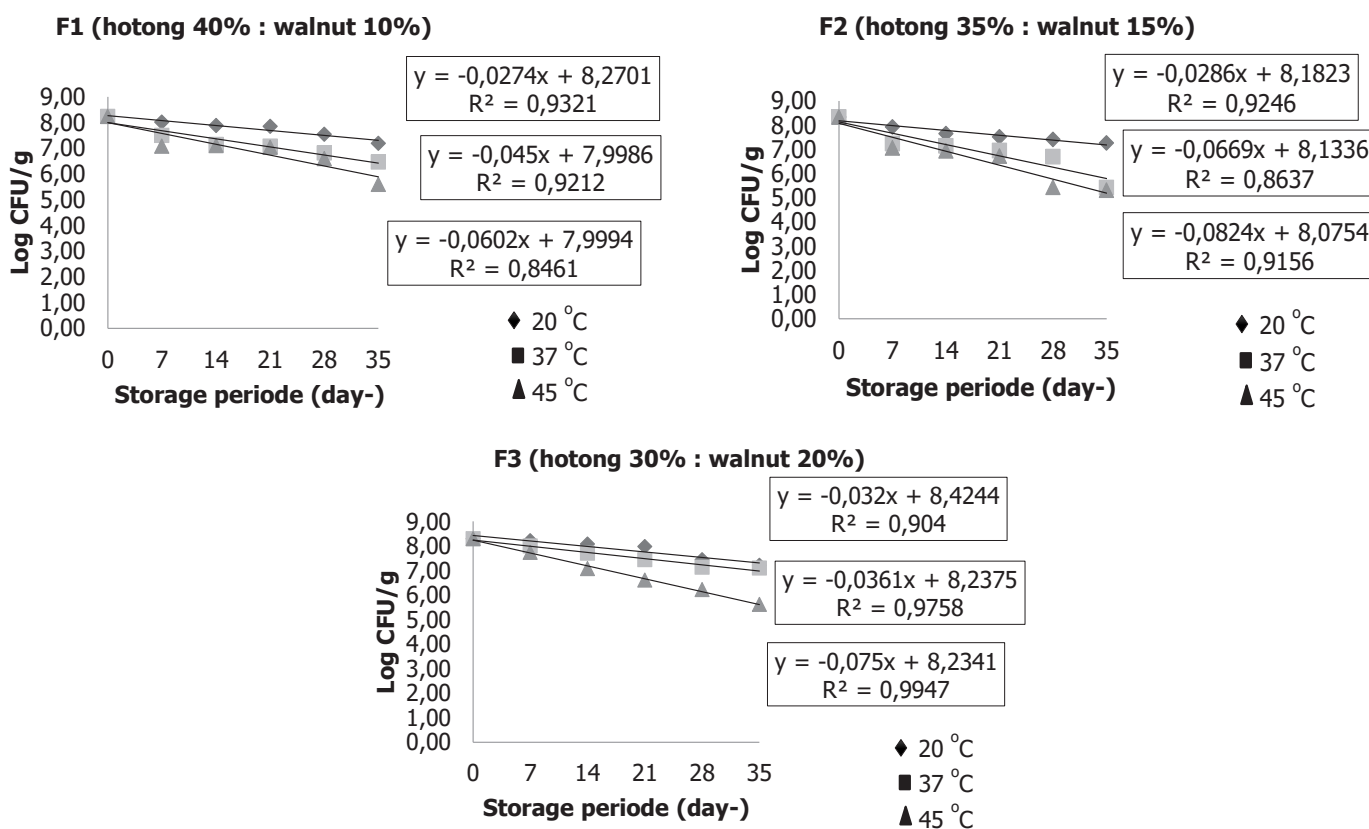 F1 (hotong 40% : walnut 10%)
y = -0,0274x + 8,2701
R² = 0,9321
y = -0,045x + 7,9986
R² = 0,9212
y = -0,0602x + 7,9994
R² = 0,8461
Log CFU/g
9,00
8,00
7,00
6,00
5,00
4,00
3,00
2,00
1,00
0,00
0 7 14 21 28 35
Storage periode (day-)
20 °C
37 °C
45 °C
F2 (hotong 35% : walnut 15%)
y = -0,0286x + 8,1823
R² = 0,9246
y = -0,0669x + 8,1336
R² = 0,8637
y = -0,0824x + 8,0754
R² = 0,9156
Log CFU/g
9,00
8,00
7,00
6,00
5,00
4,00
3,00
2,00
1,00
0,00
0 7 14 21 28 35
Storage periode (day-)
20 °C
37 °C
45 °C
F3 (hotong 30% : walnut 20%)
y = -0,032x + 8,4244
R² = 0,904
y = -0,0361x + 8,2375
R² = 0,9758
y = -0,075x + 8,2341
R² = 0,9947
Log CFU/g
9,00
8,00
7,00
6,00
5,00
4,00
3,00
2,00
1,00
0,00
0 7 14 21 28 35
Storage periode (day-)
20 °C
37 °C
45 °C